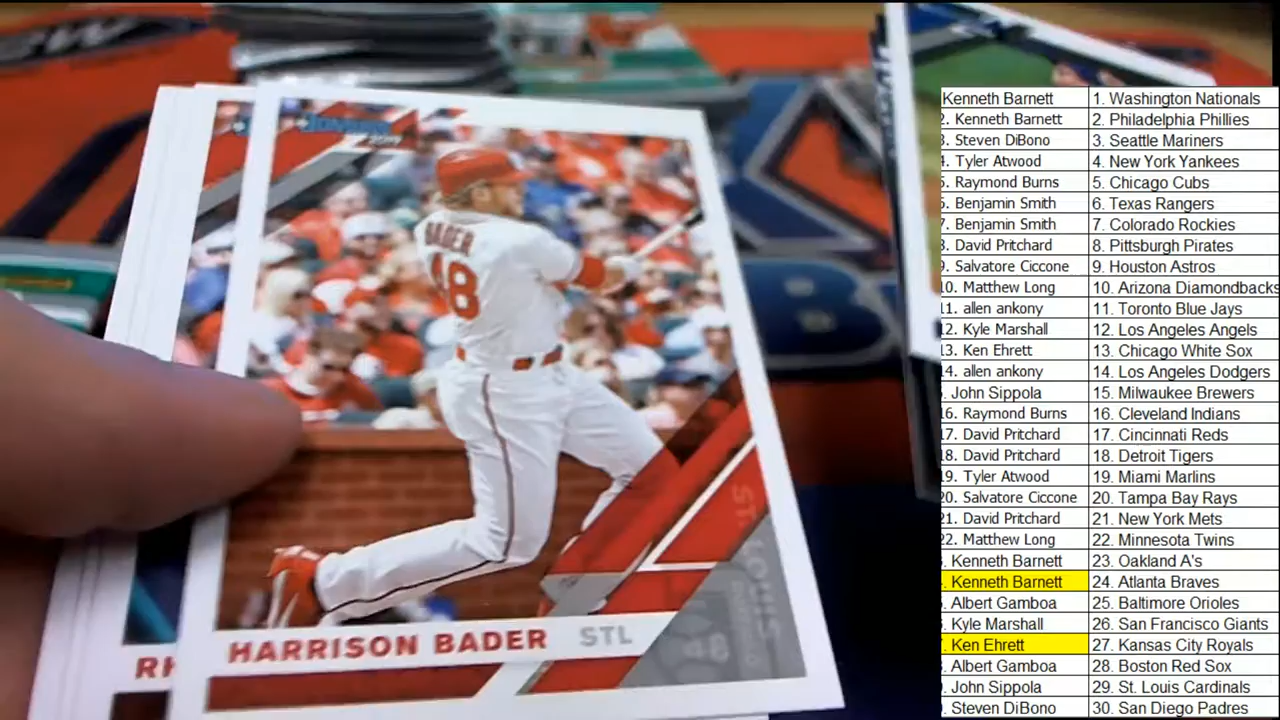 DONRUSS
BADER
48
HARRISON BADER STL
ST. LOUIS
48
RH
Kenneth Barnett 1. Washington Nationals
2. Kenneth Barnett 2. Philadelphia Phillies
3. Steven DiBono 3. Seattle Mariners
4. Tyler Atwood 4. New York Yankees
5. Raymond Burns 5. Chicago Cubs
6. Benjamin Smith 6. Texas Rangers
7. Benjamin Smith 7. Colorado Rockies
8. David Pritchard 8. Pittsburgh Pirates
9. Salvatore Ciccone 9. Houston Astros
10. Matthew Long 10. Arizona Diamondbacks
11. allen ankony 11. Toronto Blue Jays
12. Kyle Marshall 12. Los Angeles Angels
13. Ken Ehrett 13. Chicago White Sox
14. allen ankony 14. Los Angeles Dodgers
. John Sippola 15. Milwaukee Brewers
16. Raymond Burns 16. Cleveland Indians
17. David Pritchard 17. Cincinnati Reds
18. David Pritchard 18. Detroit Tigers
19. Tyler Atwood 19. Miami Marlins
20. Salvatore Ciccone 20. Tampa Bay Rays
21. David Pritchard 21. New York Mets
22. Matthew Long 22. Minnesota Twins
. Kenneth Barnett 23. Oakland A's
. Kenneth Barnett 24. Atlanta Braves
. Albert Gamboa 25. Baltimore Orioles
. Kyle Marshall 26. San Francisco Giants
. Ken Ehrett 27. Kansas City Royals
. Albert Gamboa 28. Boston Red Sox
. John Sippola 29. St. Louis Cardinals
. Steven DiBono 30. San Diego Padres